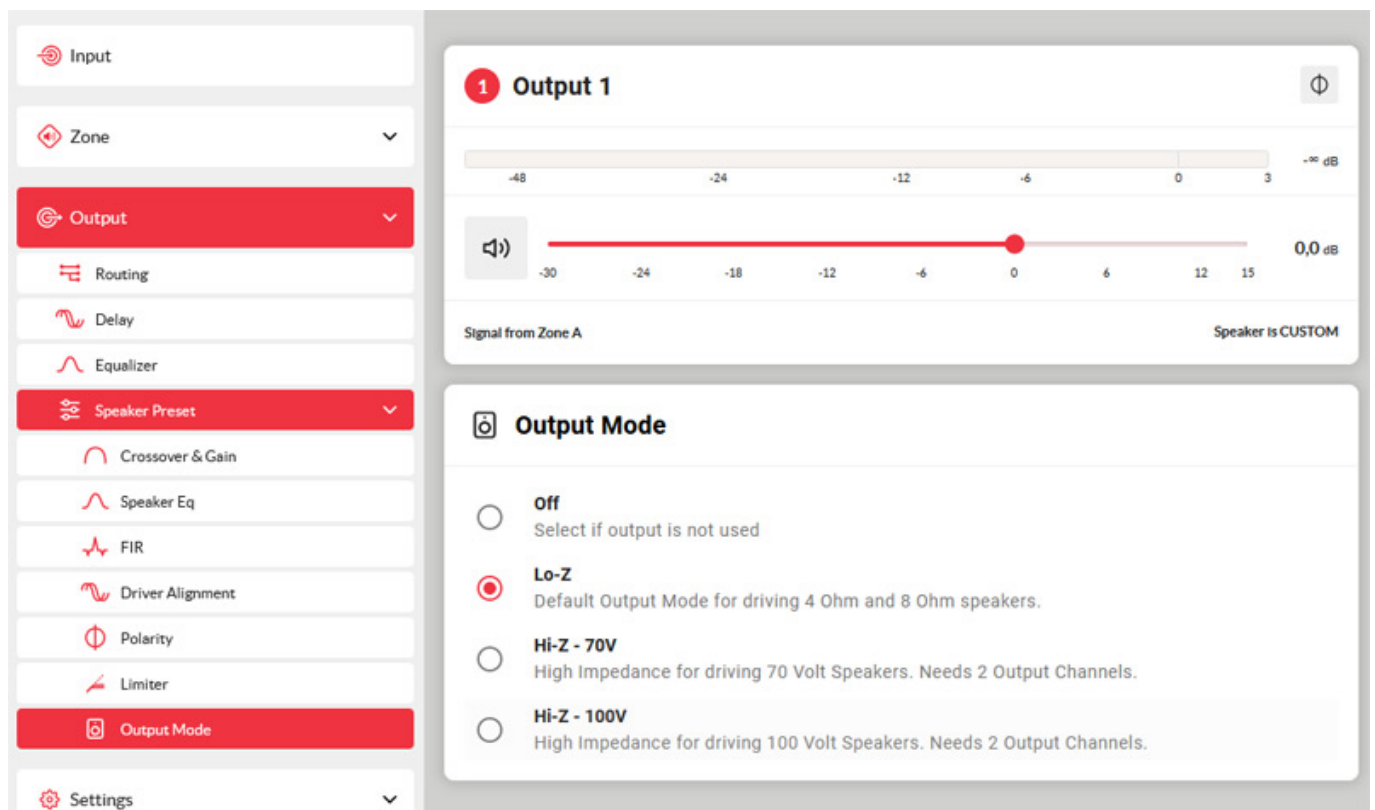 Input
Zone
Output
Routing
Delay
Equalizer
Speaker Preset
Crossover & Gain
Speaker Eq
FIR
Driver Alignment
Polarity
Limiter
Output Mode
Settings
1 Output 1
-48 -24 -12 -6 0 3 -∞ dB
-30 -24 -18 -12 -6 0 6 12 15 0,0 dB
Signal from Zone A Speaker is CUSTOM
Output Mode
Off
Select if output is not used
Lo-Z
Default Output Mode for driving 4 Ohm and 8 Ohm speakers.
Hi-Z - 70V
High Impedance for driving 70 Volt Speakers. Needs 2 Output Channels.
Hi-Z - 100V
High Impedance for driving 100 Volt Speakers. Needs 2 Output Channels.